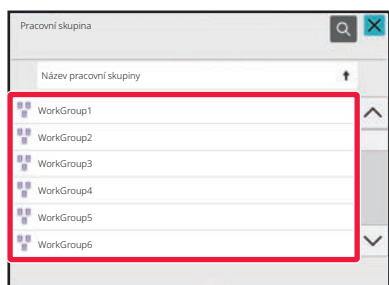 Pracovní skupina
Název pracovní skupiny
WorkGroup1
WorkGroup2
WorkGroup3
WorkGroup4
WorkGroup5
WorkGroup6